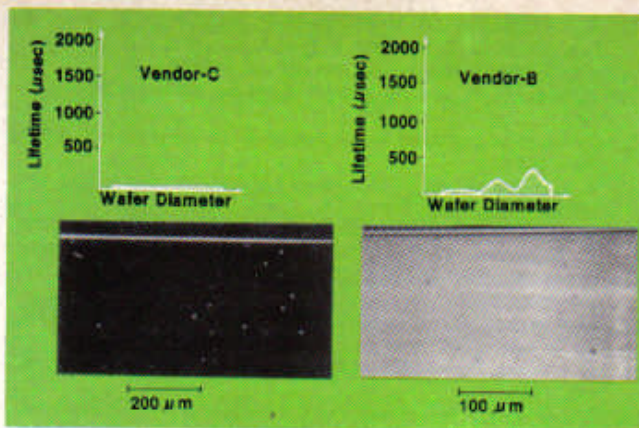 2000
1500
1000
500
Lifetime (μsec)
Vendor-C
Wafer Diameter
200 μm
2000
1500
1000
500
Lifetime (μsec)
Vendor-B
Wafer Diameter
100 μm